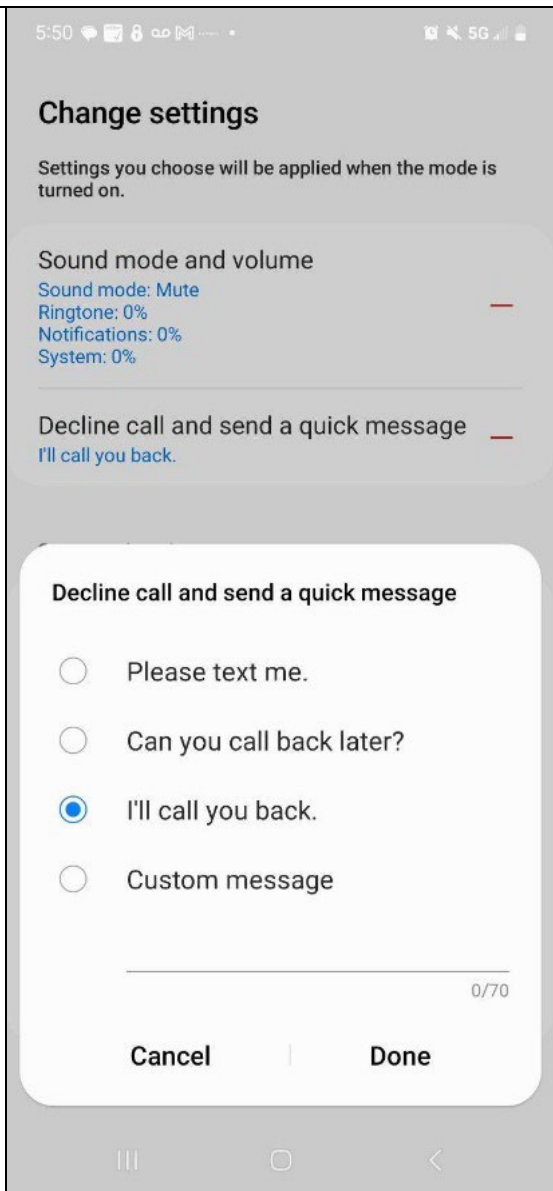 5:50
5G
Change settings
Settings you choose will be applied when the mode is
turned on.
Sound mode and volume
Sound mode: Mute
Ringtone: 0%
Notifications: 0%
System: 0%
Decline call and send a quick message
I'll call you back.
Decline call and send a quick message
Please text me.
Can you call back later?
I'll call you back.
Custom message
0/70
Cancel
Done